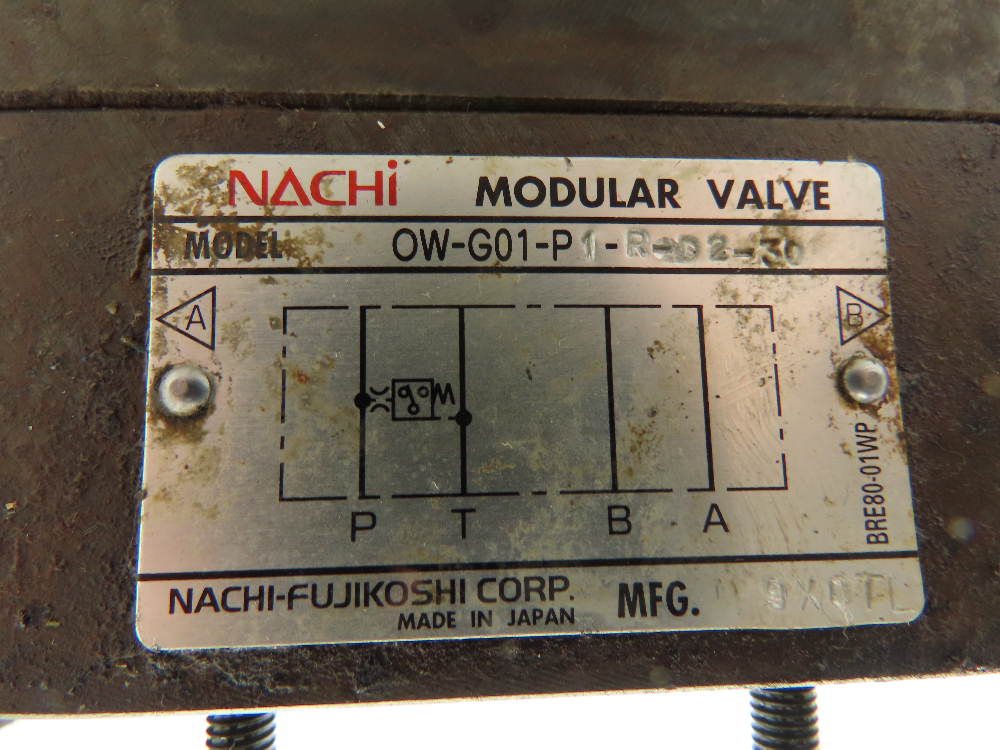 NACHi MODULAR VALVE
MODEL OW-G01-P1-R-D2-30
A B
P T B A
BRE80-01WP
NACHI-FUJIKOSHI CORP. MFG.
MADE IN JAPAN